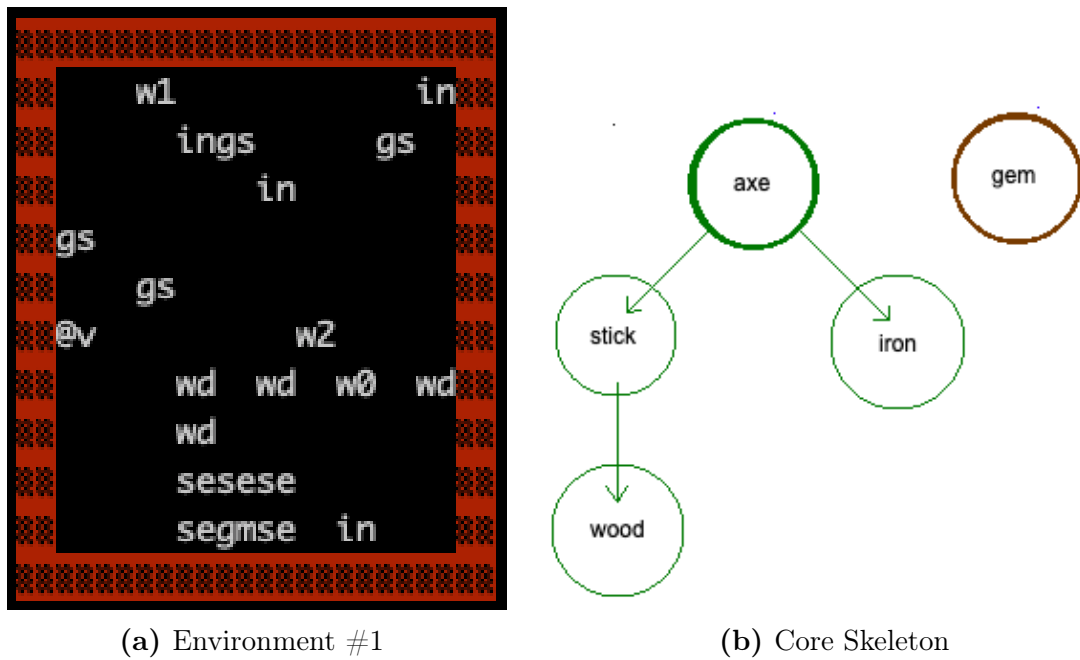 w1 in
ings gs
in
gs
gs
@v w2
wd wd w0 wd
wd
sesese
segmse in
axe
gem
stick
iron
wood
(a) Environment #1
(b) Core Skeleton